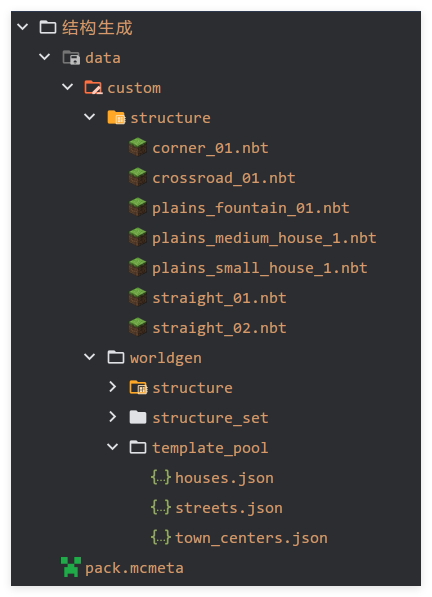 结构生成
data
custom
structure
corner_01.nbt
crossroad_01.nbt
plains_fountain_01.nbt
plains_medium_house_1.nbt
plains_small_house_1.nbt
straight_01.nbt
straight_02.nbt
worldgen
structure
structure_set
template_pool
houses.json
streets.json
town_centers.json
pack.mcmeta